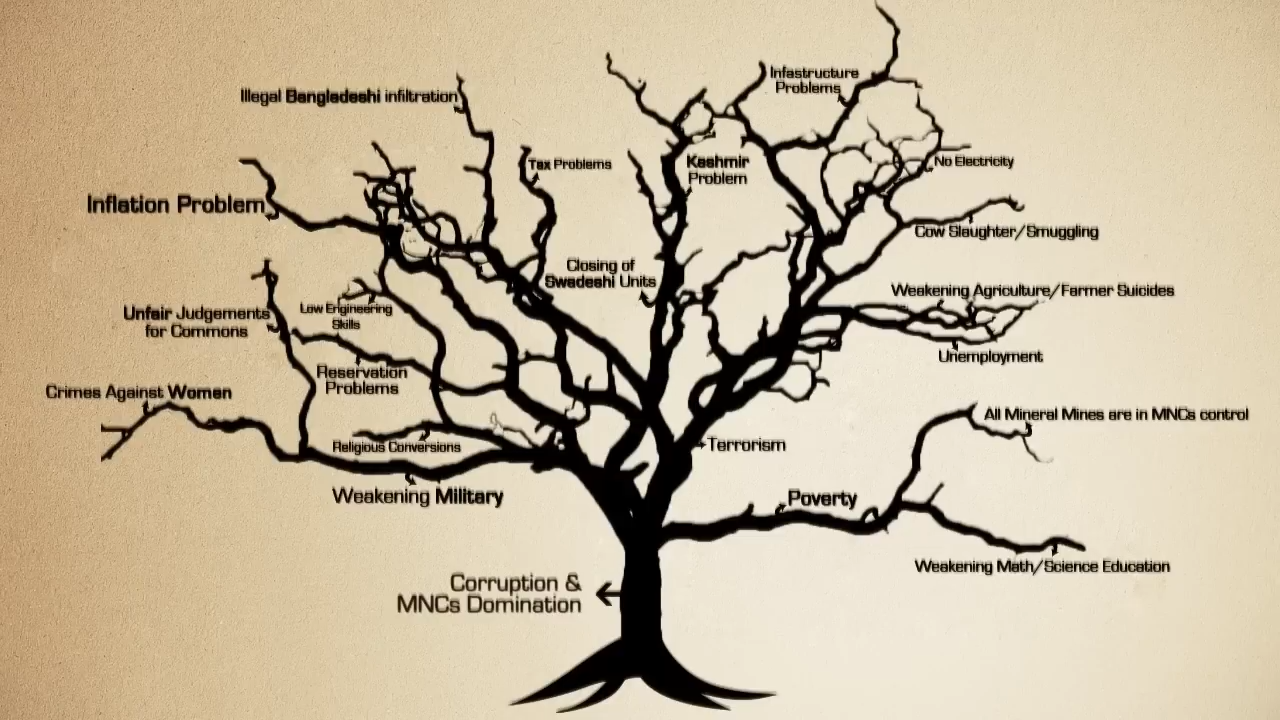 Infastructure
Problems
Illegal Bangladeshi infiltration
Tax Problems
Kashmir
Problem
No Electricity
Inflation Problem
Cow Slaughter/Smuggling
Closing of
Swadeshi Units
Weakening Agriculture/Farmer Suicides
Unfair Judgements
for Commons
Low Engineering
Skills
Unemployment
Reservation
Problems
Crimes Against Women
All Mineral Mines are in MNCs control
Religious Conversions
Terrorism
Weakening Military
Poverty
Weakening Math/Science Education
Corruption &
MNCs Domination